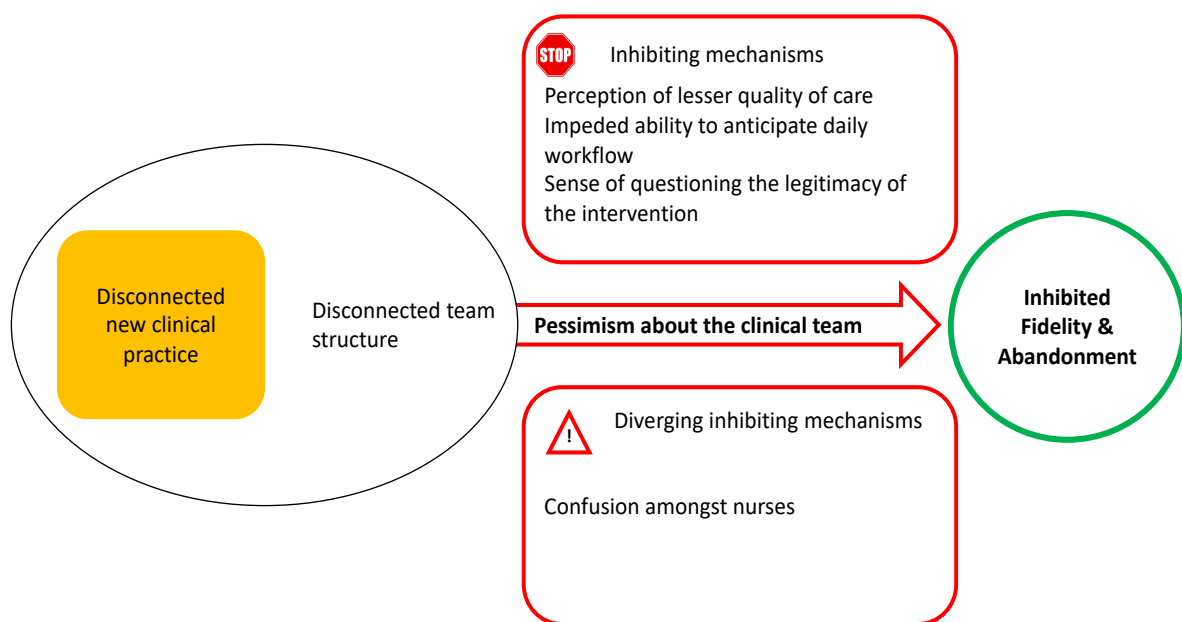 Disconnected
new clinical
practice
Disconnected team
structure
STOP
Inhibiting mechanisms
Perception of lesser quality of care
Impeded ability to anticipate daily
workflow
Sense of questioning the legitimacy of
the intervention
Pessimism about the clinical team
!
Diverging inhibiting mechanisms
Confusion amongst nurses
Inhibited
Fidelity &
Abandonment